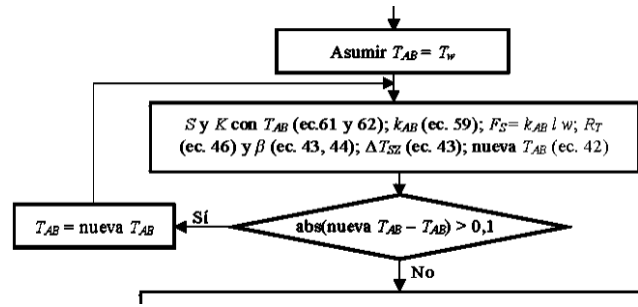 Asumir T_AB = T_w
S y K con T_AB (ec.61 y 62); k_AB (ec. 59); F_S = k_AB l w; R_T
(ec. 46) y β (ec. 43, 44); ΔT_SZ (ec. 43); nueva T_AB (ec. 42)
Sí
T_AB = nueva T_AB
abs(nueva T_AB – T_AB) > 0,1
No